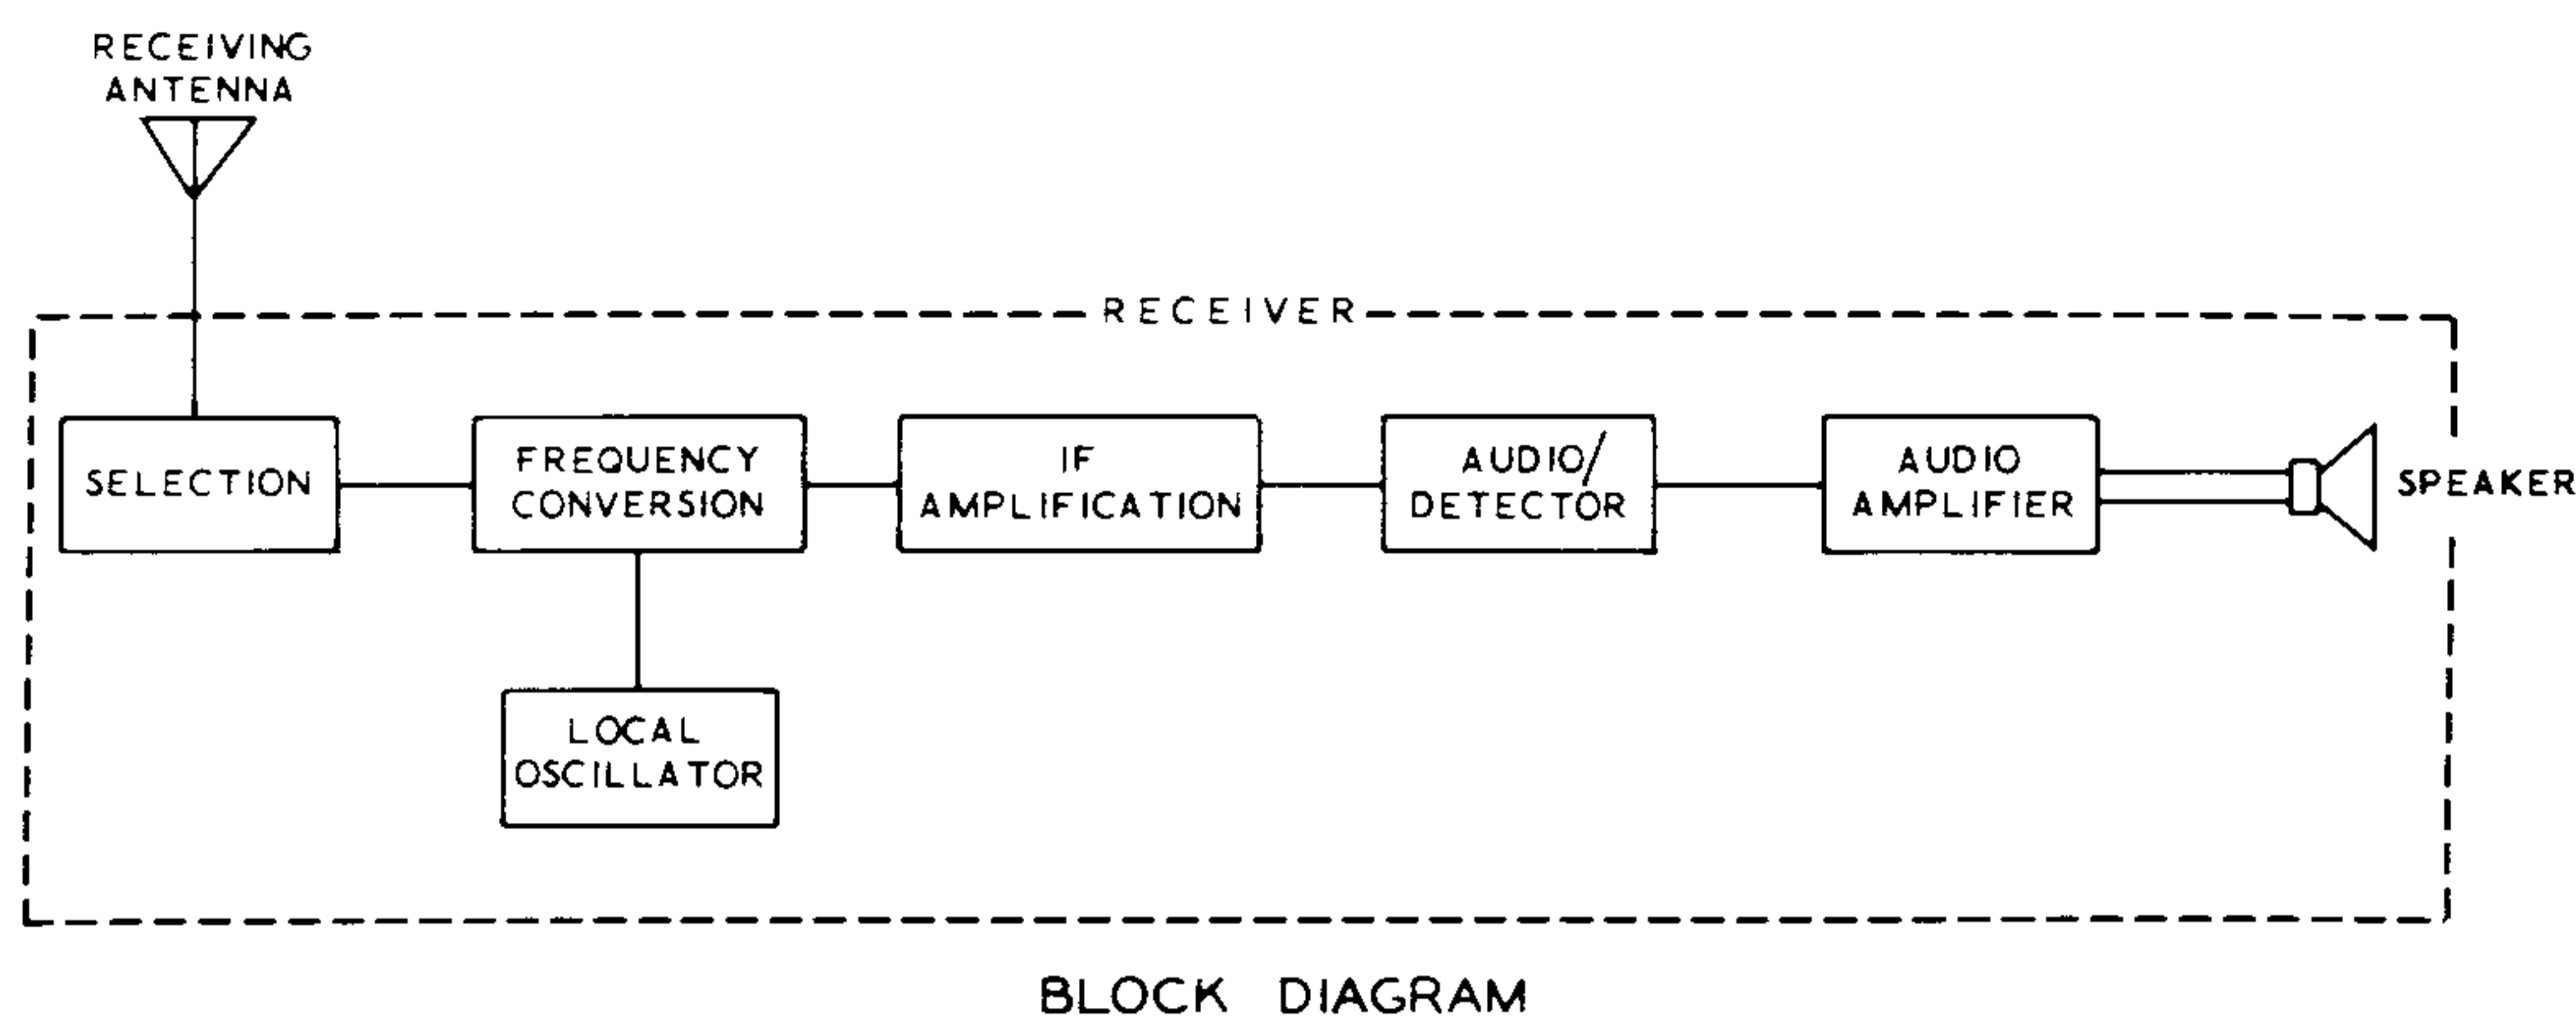 RECEIVING
ANTENNA
RECEIVER
SELECTION
FREQUENCY
CONVERSION
IF
AMPLIFICATION
AUDIO/
DETECTOR
AUDIO
AMPLIFIER
SPEAKER
LOCAL
OSCILLATOR
BLOCK DIAGRAM